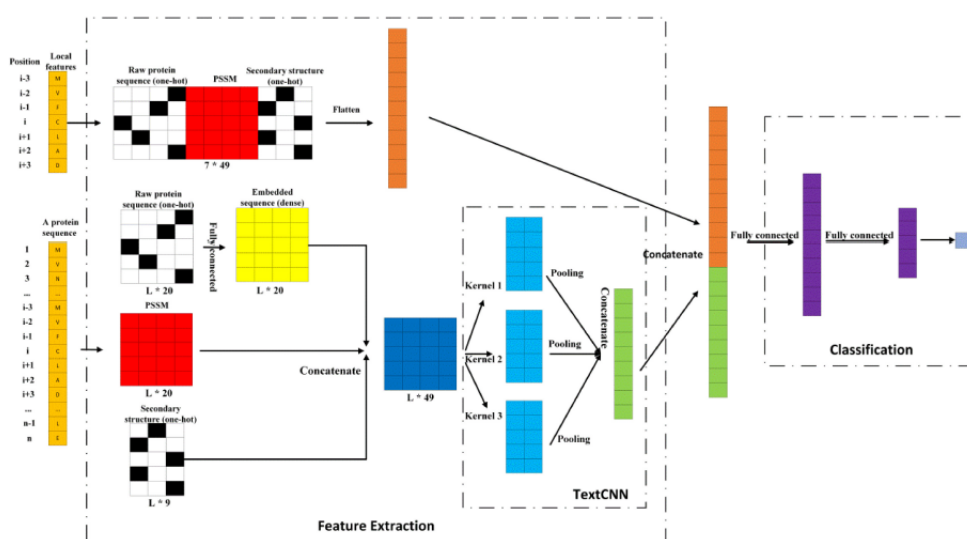 Position
Local
features
i-3
M
i-2
V
i-1
F
i
C
i+1
L
i+2
A
i+3
D
Raw protein
sequence (one-hot)
PSSM
Secondary structure
(one-hot)
7 * 49
Flatten
A protein
sequence
1
M
2
V
3
N
...
...
i-3
M
i-2
V
i-1
F
i
C
i+1
L
i+2
A
i+3
D
...
...
n-1
n
E
Raw protein
sequence (one-hot)
L * 20
Fully connected
Embedded
sequence (dense)
L * 20
PSSM
L * 20
Secondary
structure (one-hot)
L * 9
Concatenate
L * 49
Kernel 1
Kernel 2
Kernel 3
Pooling
Pooling
Pooling
Concatenate
TextCNN
Feature Extraction
Concatenate
Fully connected
Fully connected
Classification